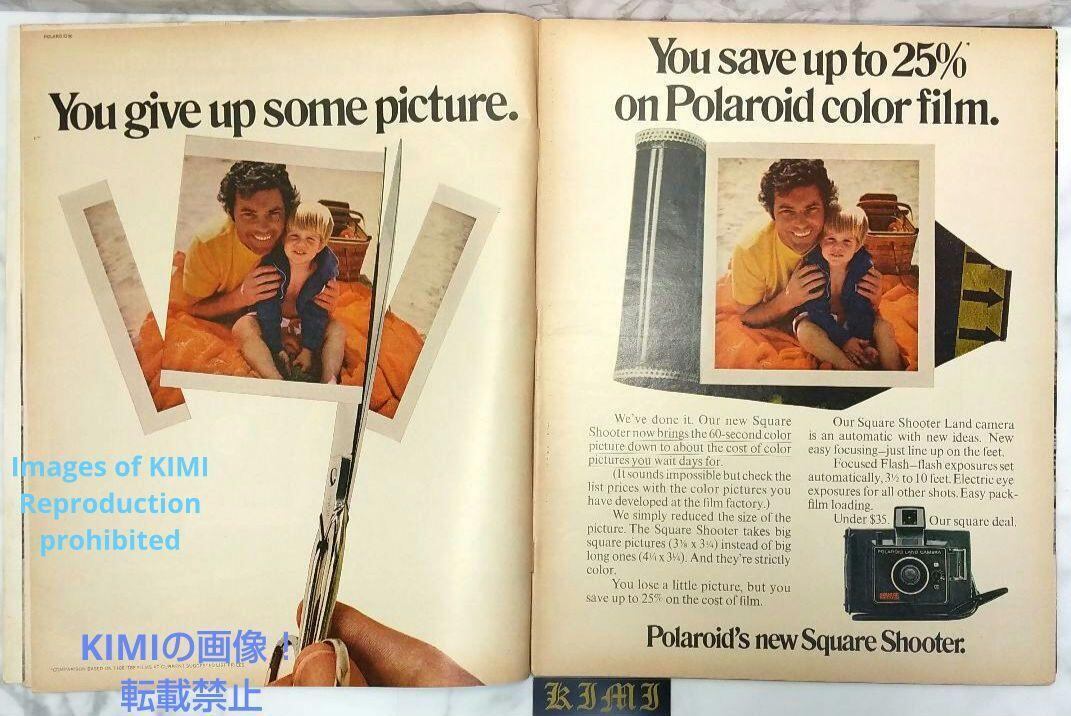 POLAROID®
You give up some picture.
Images of KIMI
Reproduction
prohibited
KIMIの画像！
転載禁止
You save up to 25%*
on Polaroid color film.
We've done it. Our new Square
Shooter now brings the 60-second color
picture down to about the cost of color
pictures you wait days for.
(It sounds impossible but check the
list prices with the color pictures you
have developed at the film factory.)
We simply reduced the size of the
picture. The Square Shooter takes big
square pictures (3⅛ x 3¼) instead of big
long ones (4¼ x 3¼). And they're strictly
color.
You lose a little picture, but you
save up to 25% on the cost of film.
Our Square Shooter Land camera
is an automatic with new ideas. New
easy focusing—just line up on the feet.
Focused Flash—flash exposures set
automatically, 3½ to 10 feet. Electric eye
exposures for all other shots. Easy pack-
film loading.
Under $35. Our square deal.
POLAROID LAND CAMERA
Polaroid's new Square Shooter.
KIMI